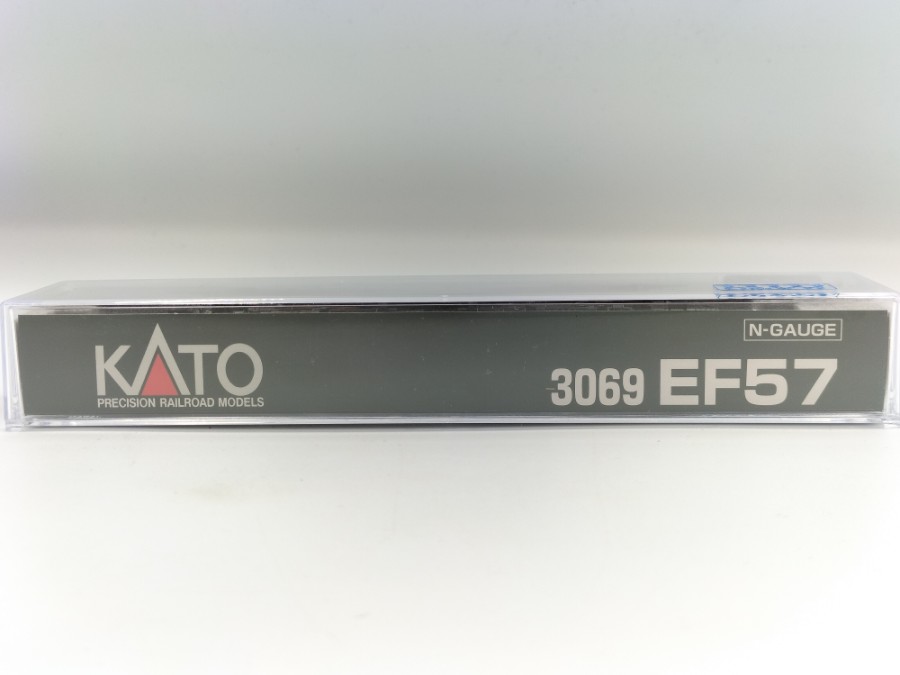 KATO
PRECISION RAILROAD MODELS
N-GAUGE
3069 EF57